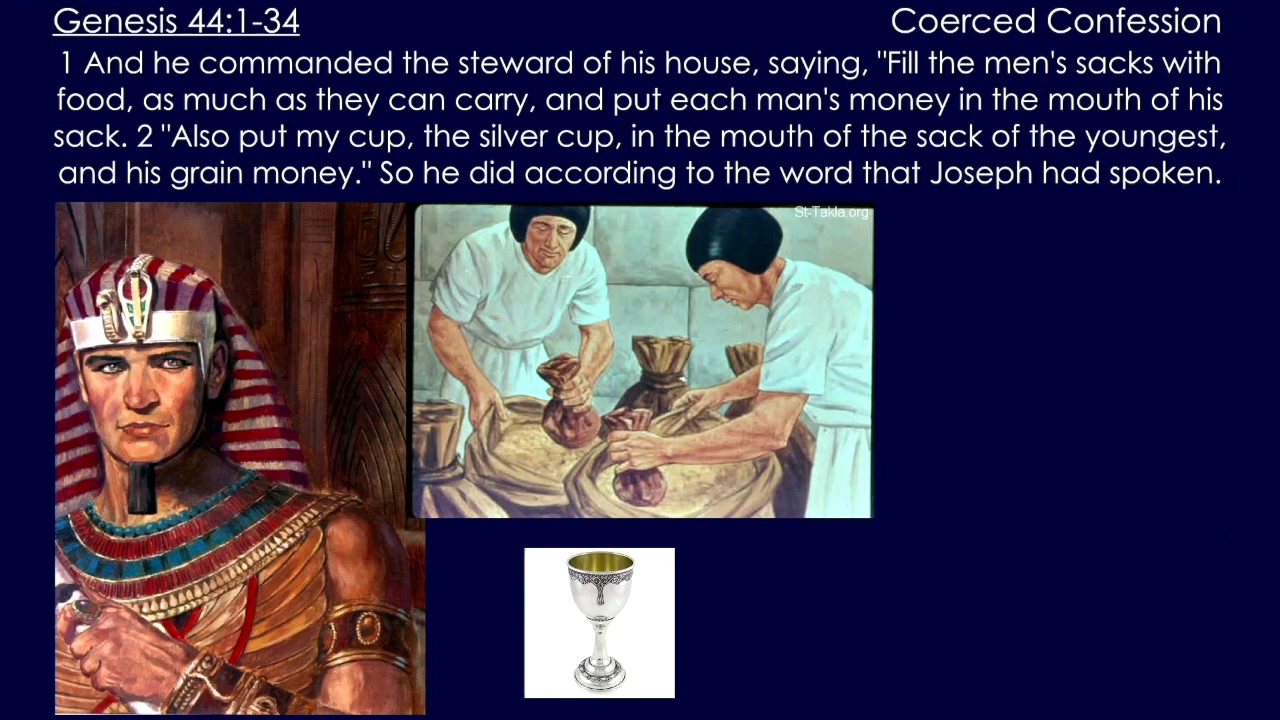 Genesis 44:1-34 Coerced Confession
1 And he commanded the steward of his house, saying, "Fill the men's sacks with
food, as much as they can carry, and put each man's money in the mouth of his
sack. 2 "Also put my cup, the silver cup, in the mouth of the sack of the youngest,
and his grain money." So he did according to the word that Joseph had spoken.
St-Takla.org